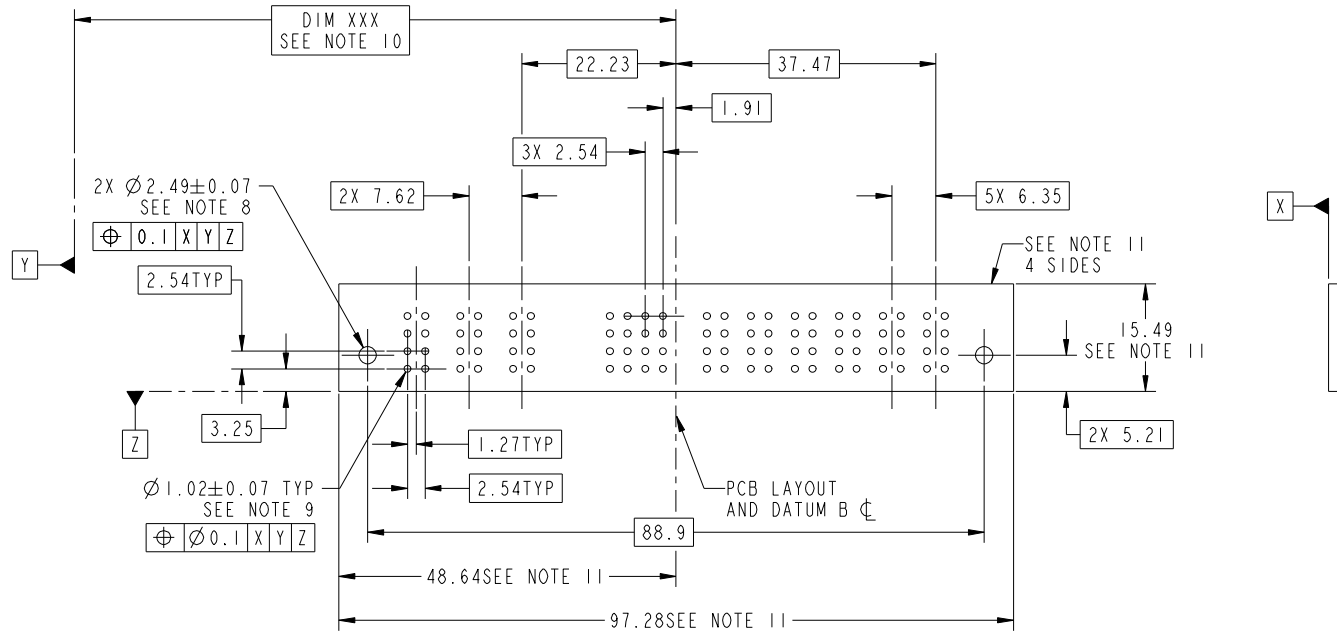 DIM XXX
SEE NOTE 10
22.23
37.47
1.91
3X 2.54
2X Ø2.49±0.07
SEE NOTE 8
⌖ 0.1 X Y Z
2X 7.62
5X 6.35
X
Y
SEE NOTE 11
4 SIDES
2.54TYP
15.49
SEE NOTE 11
3.25
Z
1.27TYP
2X 5.21
Ø1.02±0.07 TYP
SEE NOTE 9
⌖ Ø0.1 X Y Z
2.54TYP
PCB LAYOUT
AND DATUM B ℄
88.9
48.64SEE NOTE 11
97.28SEE NOTE 11